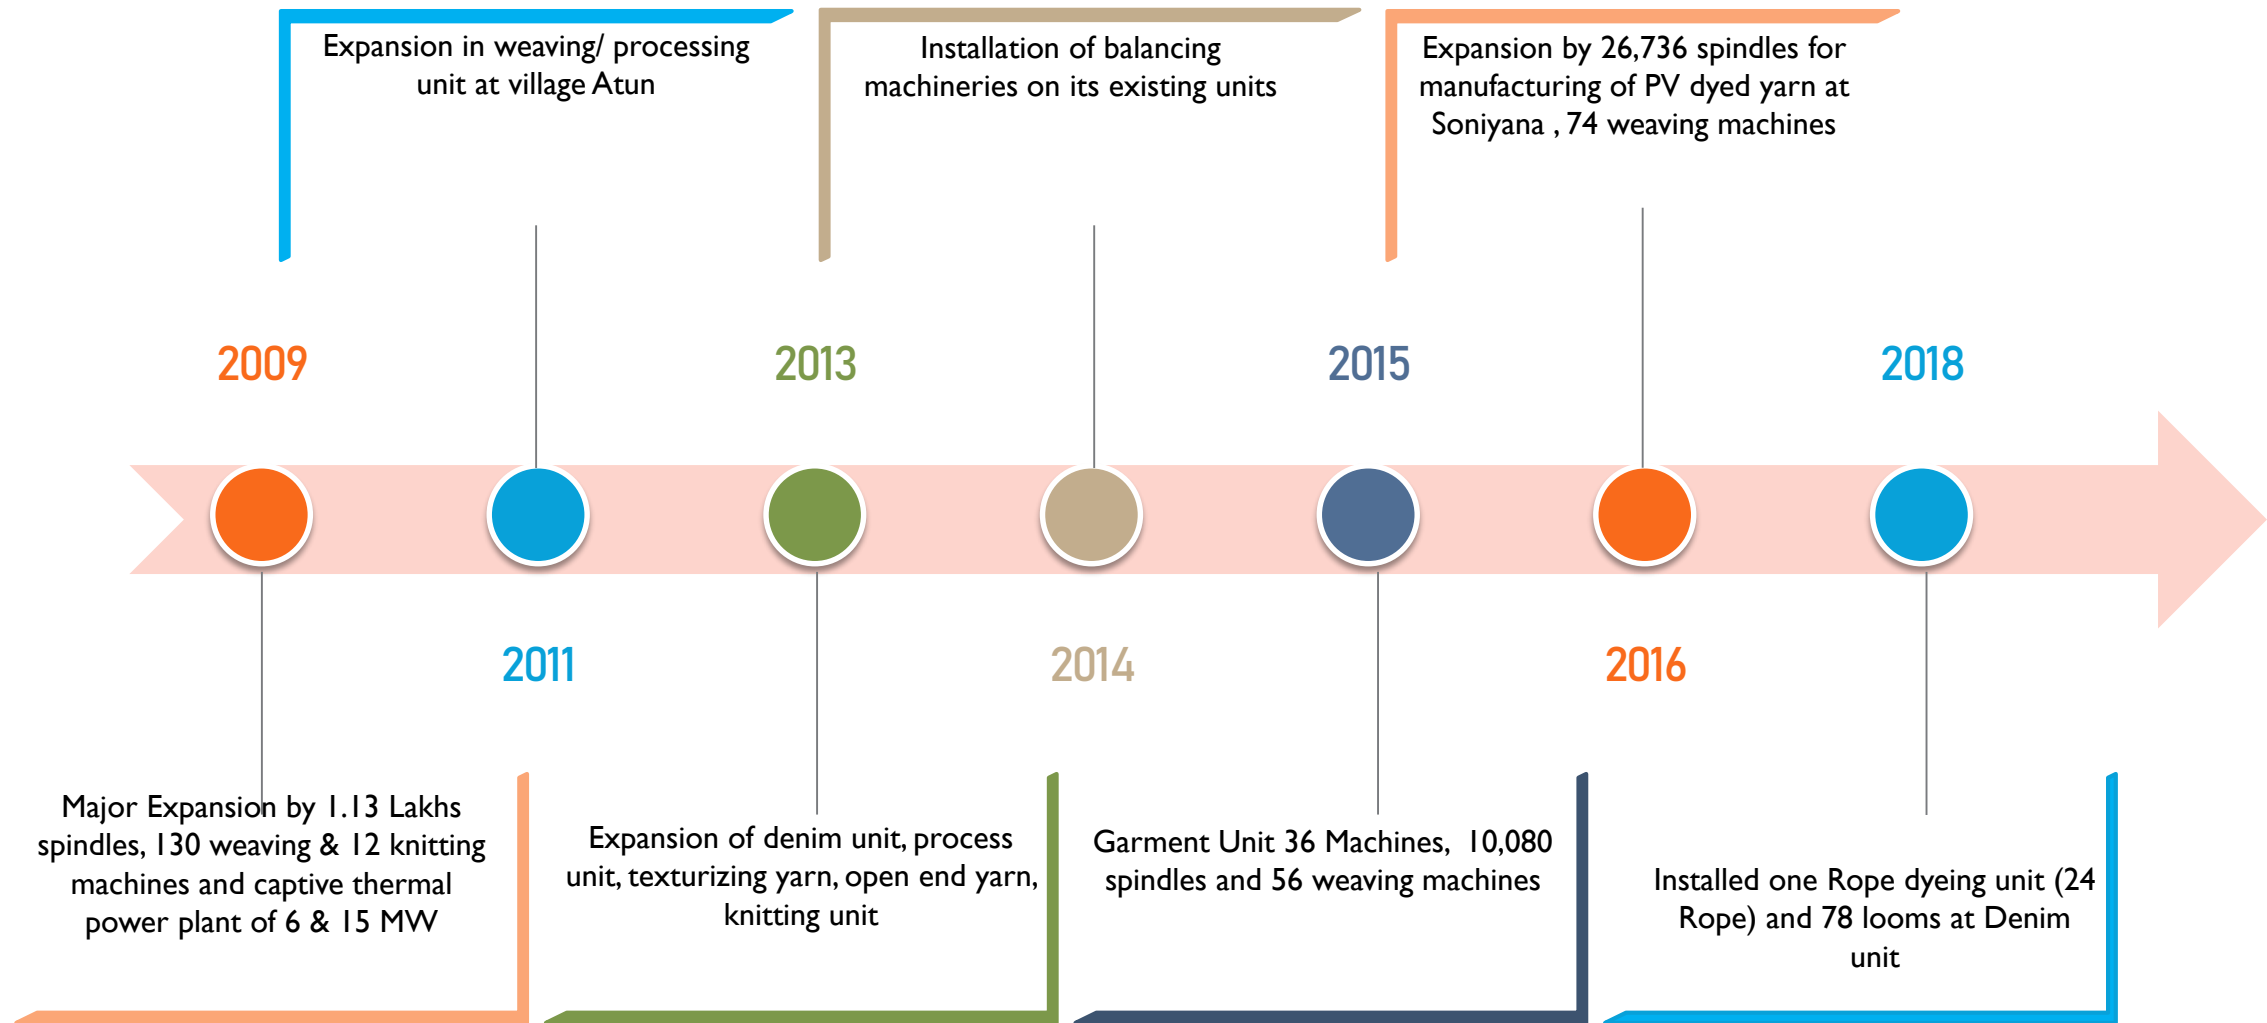 Expansion in weaving/ processing
unit at village Atun
Installation of balancing
machineries on its existing units
Expansion by 26,736 spindles for
manufacturing of PV dyed yarn at
Soniyana , 74 weaving machines
2009
2013
2015
2018
2011
2014
2016
Major Expansion by 1.13 Lakhs
spindles, 130 weaving & 12 knitting
machines and captive thermal
power plant of 6 & 15 MW
Expansion of denim unit, process
unit, texturizing yarn, open end yarn,
knitting unit
Garment Unit 36 Machines, 10,080
spindles and 56 weaving machines
Installed one Rope dyeing unit (24
Rope) and 78 looms at Denim
unit